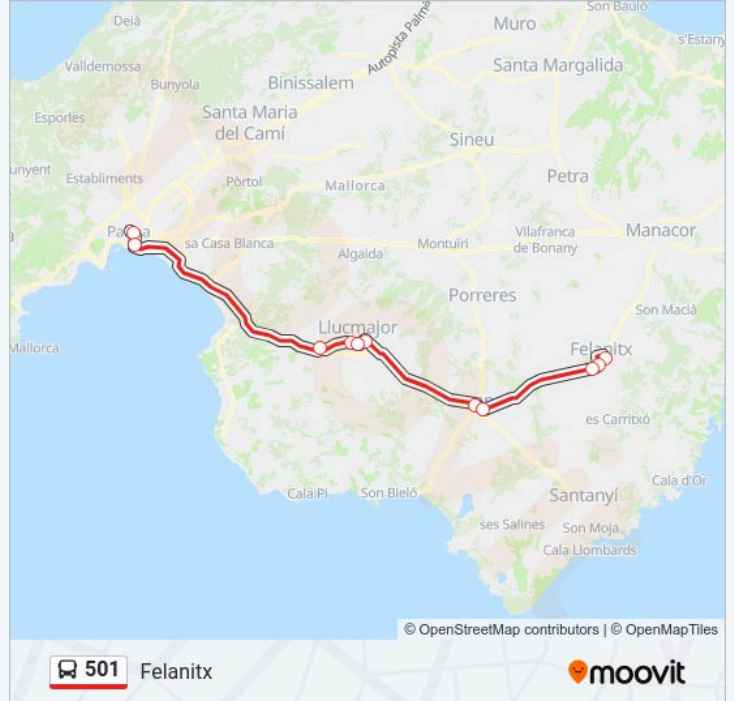 Deià
Son Bauló
Muro
Autopista Palma
s'Estany
Valldemossa
Santa Margalida
Bunyola
Binissalem
Esporles
Santa Maria
del Camí
Sineu
unyent
Establiments
Pòrtol
Mallorca
Petra
sa Casa Blanca
Algaida
Montuïri
Vilafranca
de Bonany
Manacor
Porreres
Son Macià
Llucmajor
Mallorca
Felanitx
es Carritxó
Cala Pi
Son Bieló
Cala d'Or
Santanyí
ses Salines
Son Moja
Cala Llombards
© OpenStreetMap contributors | © OpenMapTiles
501 Felanitx
moovit